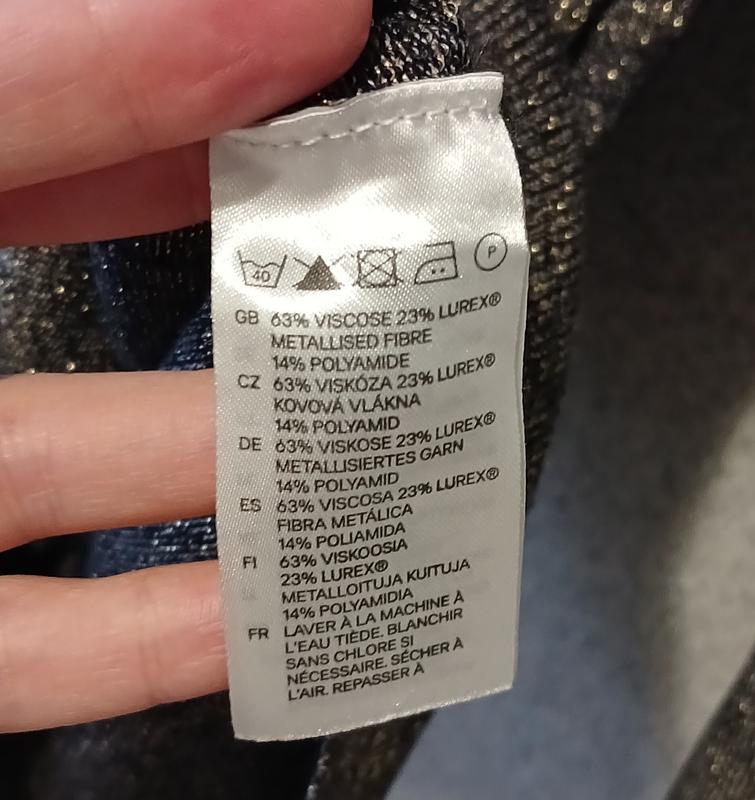 40 P
GB 63% VISCOSE 23% LUREX®
METALLISED FIBRE
14% POLYAMIDE
CZ 63% VISKÓZA 23% LUREX®
KOVOVÁ VLÁKNA
14% POLYAMID
DE 63% VISKOSE 23% LUREX®
METALLISIERTES GARN
14% POLYAMID
ES 63% VISCOSA 23% LUREX®
FIBRA METÁLICA
14% POLIAMIDA
FI 63% VISKOOSIA
23% LUREX®
METALLOITUJA KUITUJA
14% POLYAMIDIA
FR LAVER À LA MACHINE À
L'EAU TIÈDE. BLANCHIR
SANS CHLORE SI
NÉCESSAIRE. SÉCHER À
L'AIR. REPASSER À